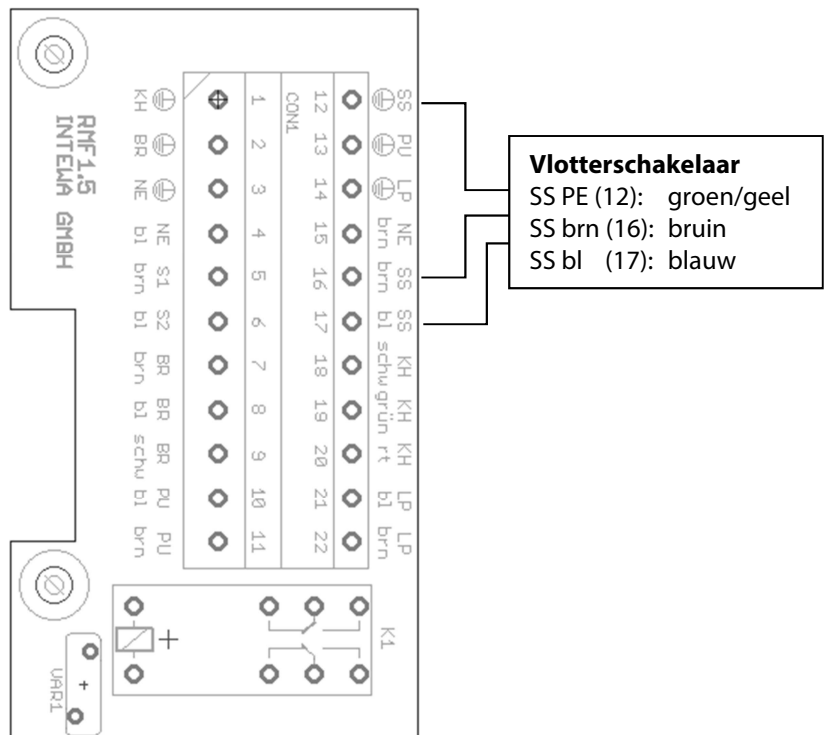 RMF1.5
INTEWA GMBH
KH 1
BR 2
NE 3
bl NE 4
brn S1 5
bl S2 6
brn BR 7
bl BR 8
schw BR 9
bl PU 10
brn PU 11
CON1
12 SS
13 PU
14 LP
15 brn NE
16 brn SS
17 bl SS
18 schw KH
19 grün KH
20 rt KH
21 bl LP
22 brn LP
K1
+
VAR1
+
Vlotterschakelaar
SS PE (12): groen/geel
SS brn (16): bruin
SS bl (17): blauw